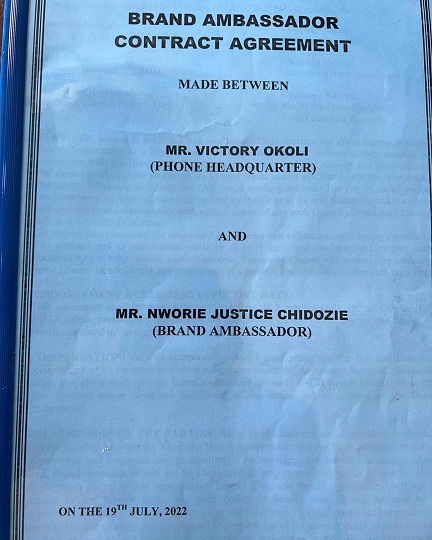 BRAND AMBASSADOR
CONTRACT AGREEMENT
MADE BETWEEN
MR. VICTORY OKOLI
(PHONE HEADQUARTER)
AND
MR. NWORIE JUSTICE CHIDOZIE
(BRAND AMBASSADOR)
ON THE 19TH JULY, 2022